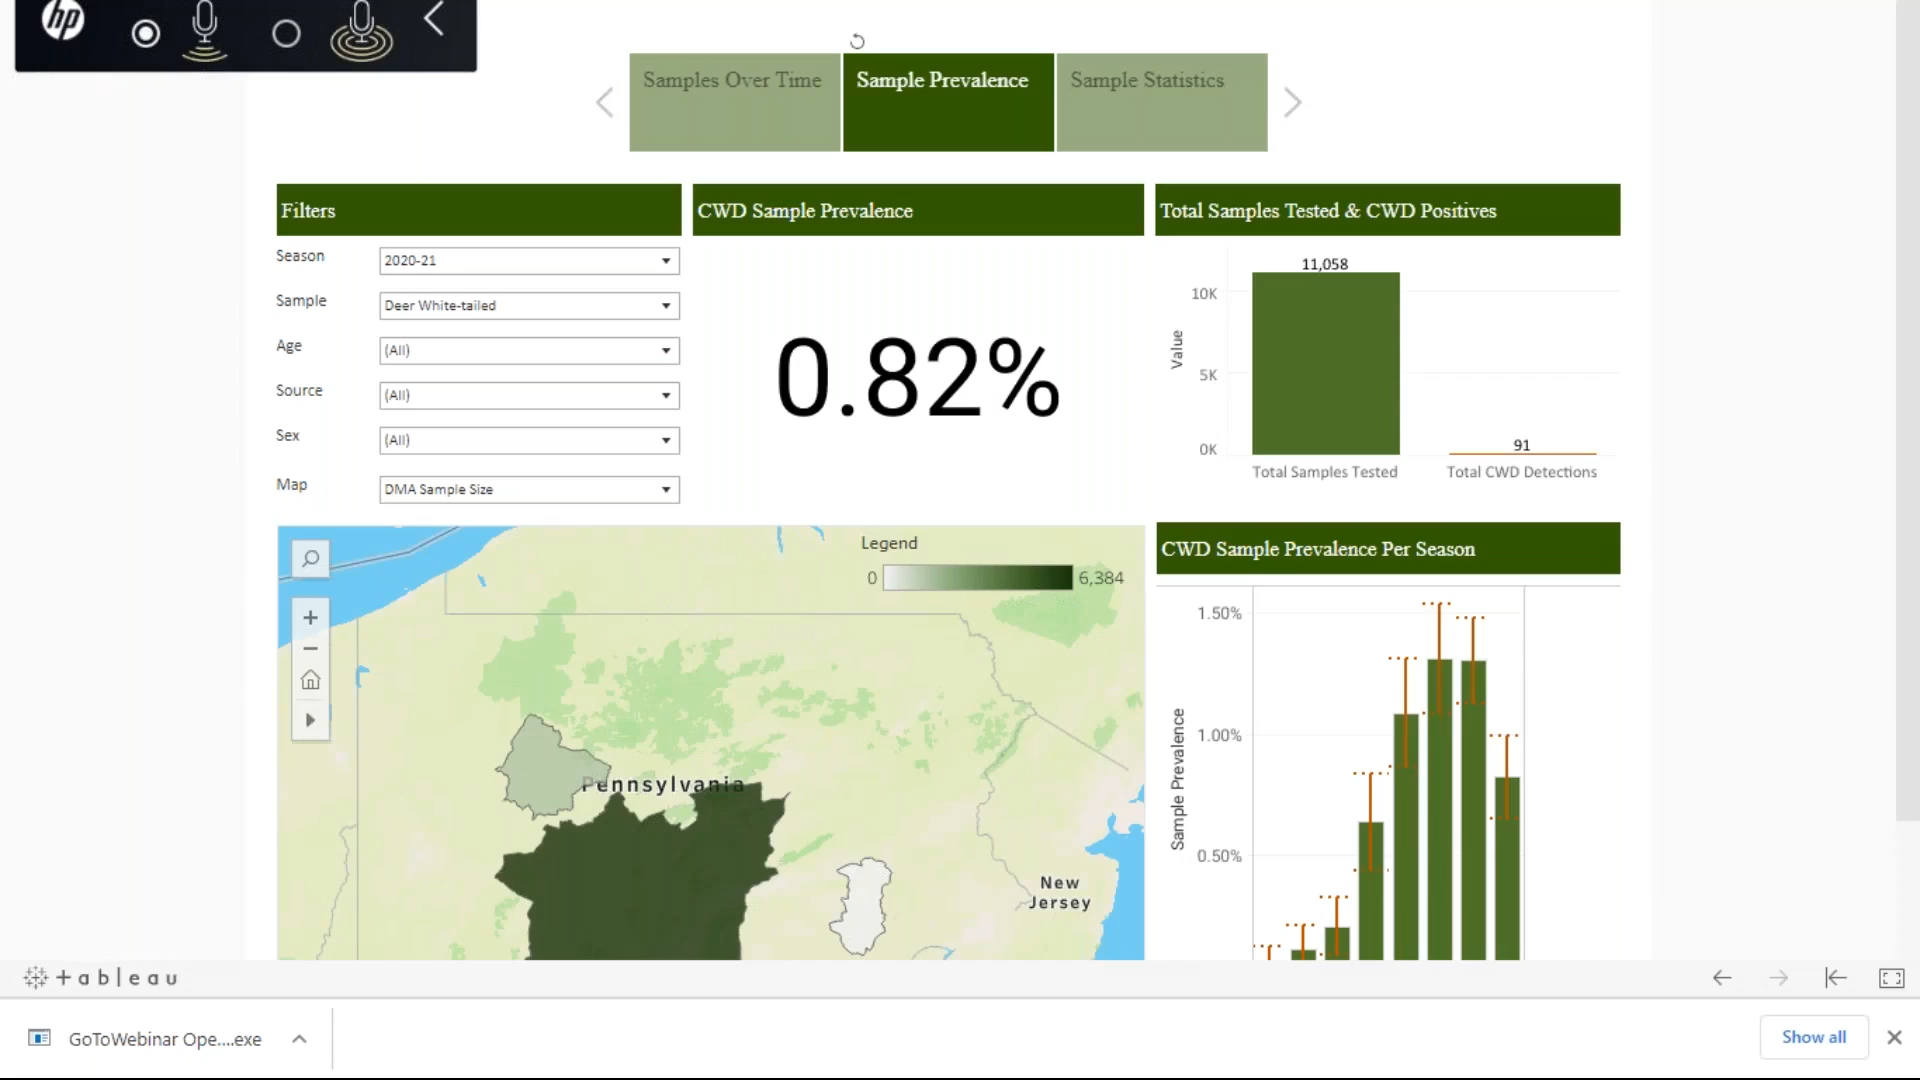 hp
Samples Over Time
Sample Prevalence
Sample Statistics
Filters
Season
2020-21
Sample
Deer White-tailed
Age
(All)
Source
(All)
Sex
(All)
Map
DMA Sample Size
CWD Sample Prevalence
0.82%
Total Samples Tested & CWD Positives
Value
10K
5K
0K
11,058
91
Total Samples Tested
Total CWD Detections
Legend
0
6,384
Pennsylvania
New
Jersey
CWD Sample Prevalence Per Season
Sample Prevalence
1.50%
1.00%
0.50%
+ a b | e a u
GoToWebinar Ope....exe
Show all